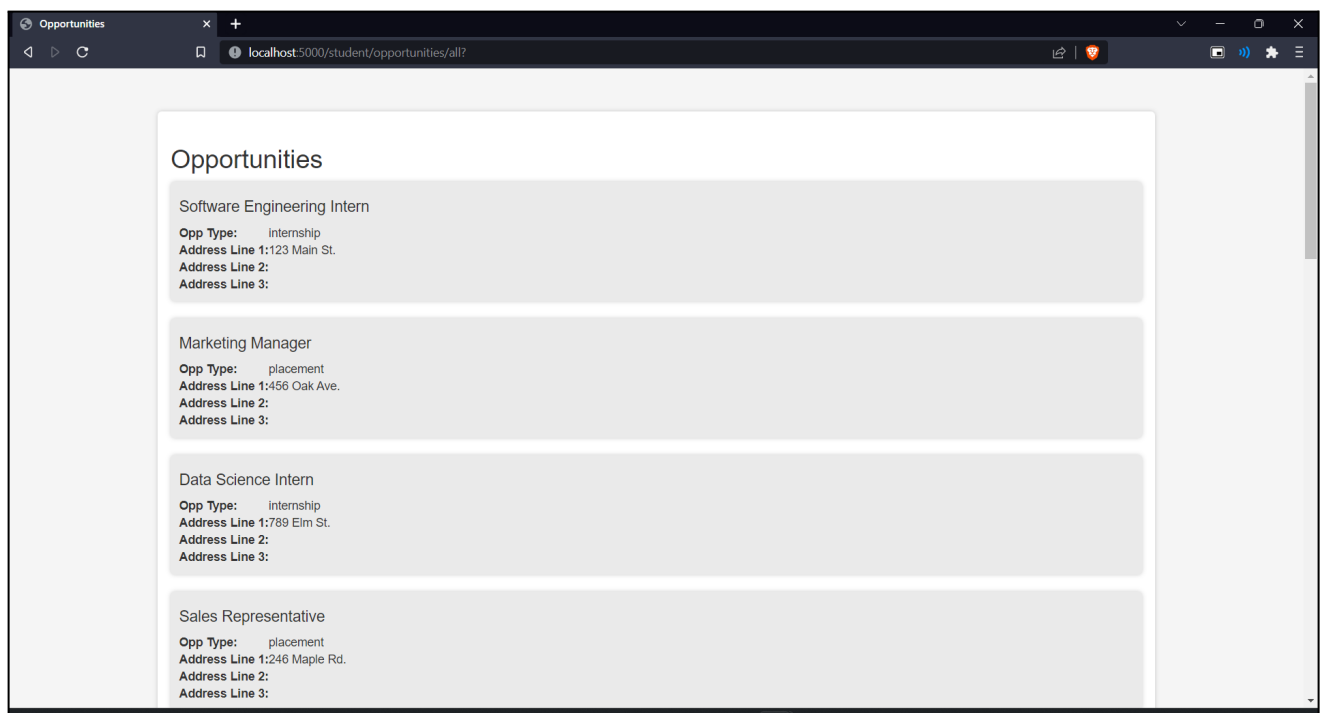 Opportunities
localhost:5000/student/opportunities/all?
Opportunities
Software Engineering Intern
Opp Type: internship
Address Line 1:123 Main St.
Address Line 2:
Address Line 3:
Marketing Manager
Opp Type: placement
Address Line 1:456 Oak Ave.
Address Line 2:
Address Line 3:
Data Science Intern
Opp Type: internship
Address Line 1:789 Elm St.
Address Line 2:
Address Line 3:
Sales Representative
Opp Type: placement
Address Line 1:246 Maple Rd.
Address Line 2:
Address Line 3: